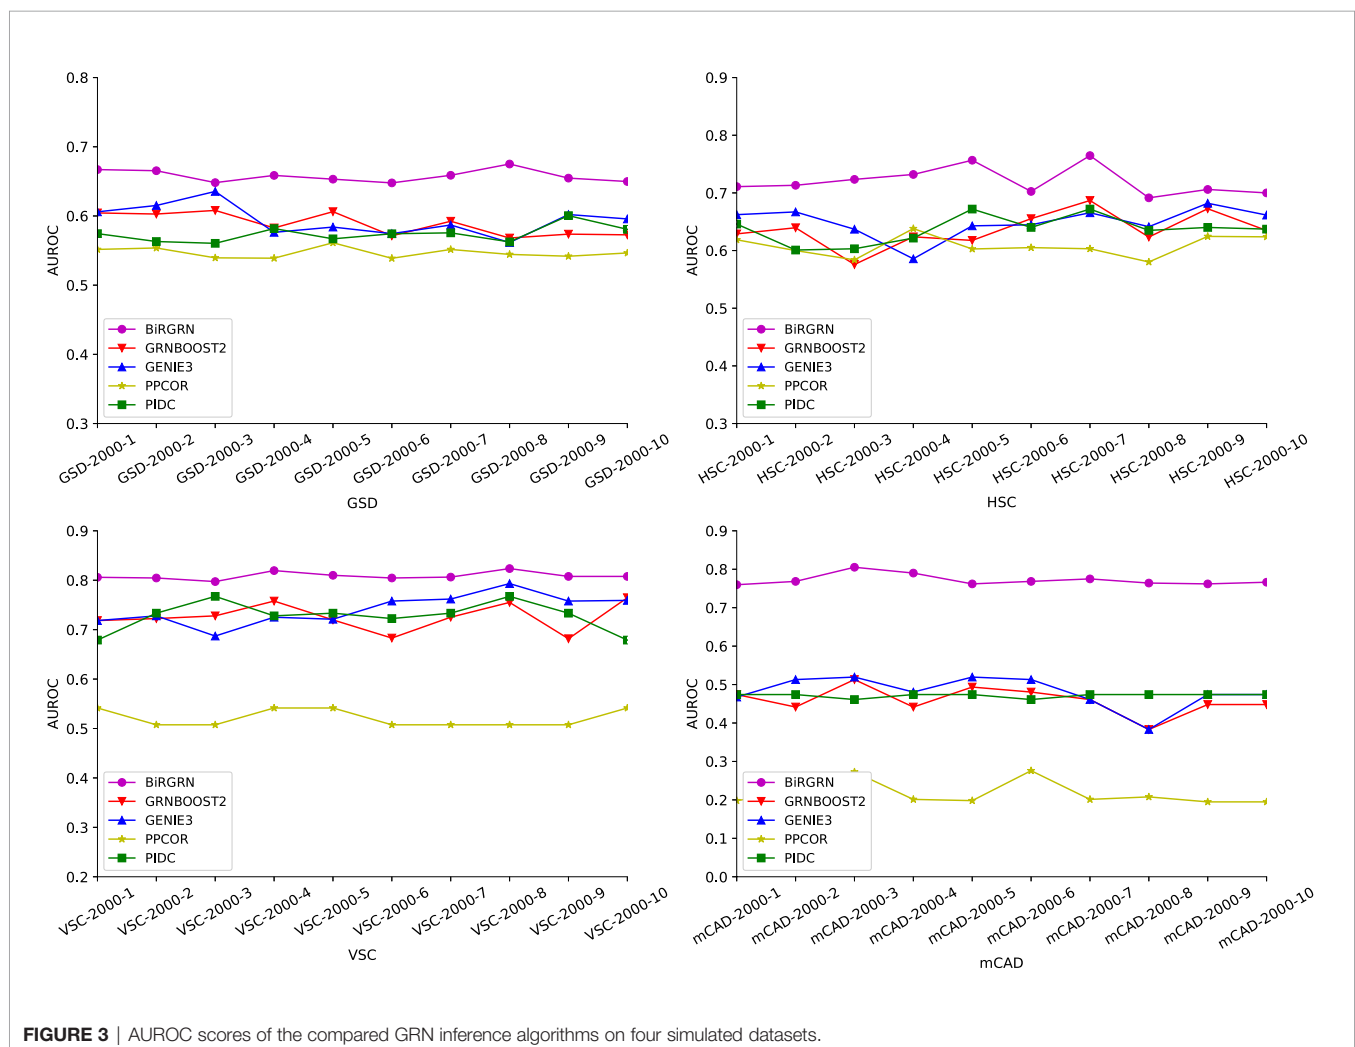 0.8
0.7
0.6
0.5
0.4
0.3
AUROC
BiRGRN
GRNBOOST2
GENIE3
PPCOR
PIDC
GSD-2000-1
GSD-2000-2
GSD-2000-3
GSD-2000-4
GSD-2000-5
GSD-2000-6
GSD-2000-7
GSD-2000-8
GSD-2000-9
GSD-2000-10
GSD
0.9
0.8
0.7
0.6
0.5
0.4
0.3
AUROC
BiRGRN
GRNBOOST2
GENIE3
PPCOR
PIDC
HSC-2000-1
HSC-2000-2
HSC-2000-3
HSC-2000-4
HSC-2000-5
HSC-2000-6
HSC-2000-7
HSC-2000-8
HSC-2000-9
HSC-2000-10
HSC
0.9
0.8
0.7
0.6
0.5
0.4
0.3
0.2
AUROC
BiRGRN
GRNBOOST2
GENIE3
PPCOR
PIDC
VSC-2000-1
VSC-2000-2
VSC-2000-3
VSC-2000-4
VSC-2000-5
VSC-2000-6
VSC-2000-7
VSC-2000-8
VSC-2000-9
VSC-2000-10
VSC
0.9
0.8
0.7
0.6
0.5
0.4
0.3
0.2
0.1
0.0
AUROC
BiRGRN
GRNBOOST2
GENIE3
PPCOR
PIDC
mCAD-2000-1
mCAD-2000-2
mCAD-2000-3
mCAD-2000-4
mCAD-2000-5
mCAD-2000-6
mCAD-2000-7
mCAD-2000-8
mCAD-2000-9
mCAD-2000-10
mCAD
FIGURE 3 | AUROC scores of the compared GRN inference algorithms on four simulated datasets.